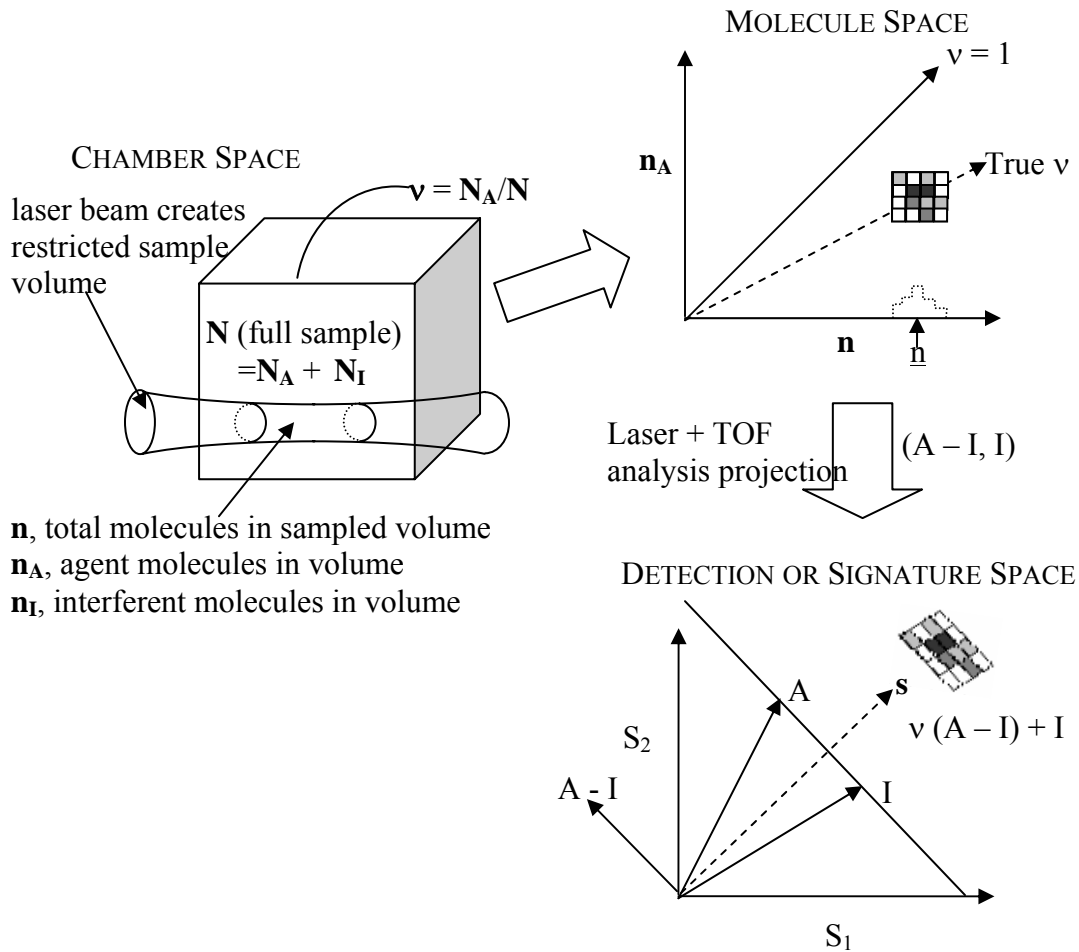 CHAMBER SPACE
laser beam creates
restricted sample
volume
ν = N_A/N
N (full sample)
=N_A + N_I
n, total molecules in sampled volume
n_A, agent molecules in volume
n_I, interferent molecules in volume
MOLECULE SPACE
ν = 1
n_A
True ν
n
n
Laser + TOF
analysis projection
(A – I, I)
DETECTION OR SIGNATURE SPACE
A
s
ν (A – I) + I
S_2
I
A - I
S_1